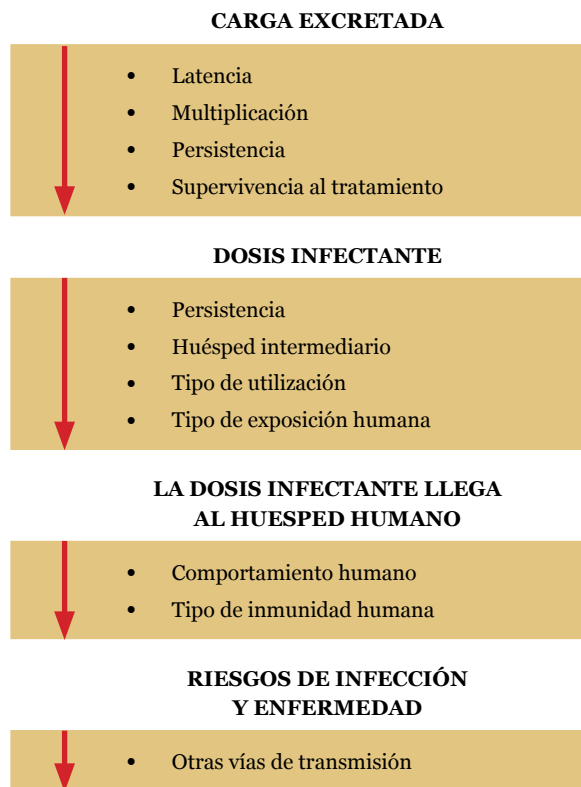 CARGA EXCRETADA
• Latencia
• Multiplicación
• Persistencia
• Supervivencia al tratamiento
DOSIS INFECTANTE
• Persistencia
• Huésped intermediario
• Tipo de utilización
• Tipo de exposición humana
LA DOSIS INFECTANTE LLEGA
AL HUESPED HUMANO
• Comportamiento humano
• Tipo de inmunidad humana
RIESGOS DE INFECCIÓN
Y ENFERMEDAD
• Otras vías de transmisión